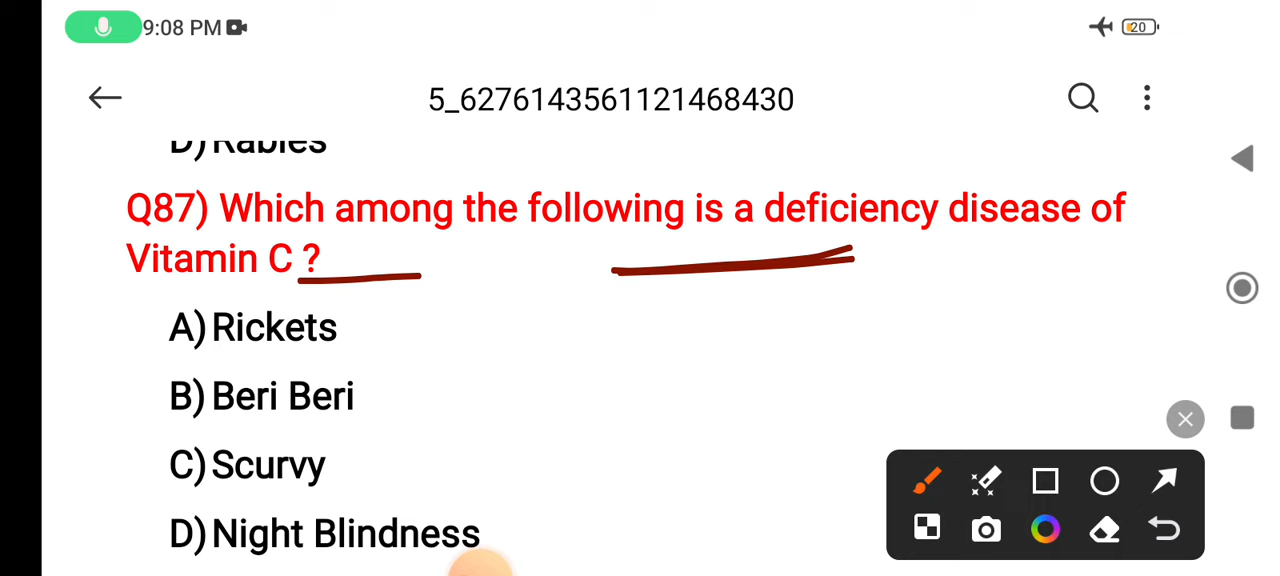 9:08 PM
20
5_6276143561121468430
D) Rabies
Q87) Which among the following is a deficiency disease of
Vitamin C ?
A) Rickets
B) Beri Beri
C) Scurvy
D) Night Blindness